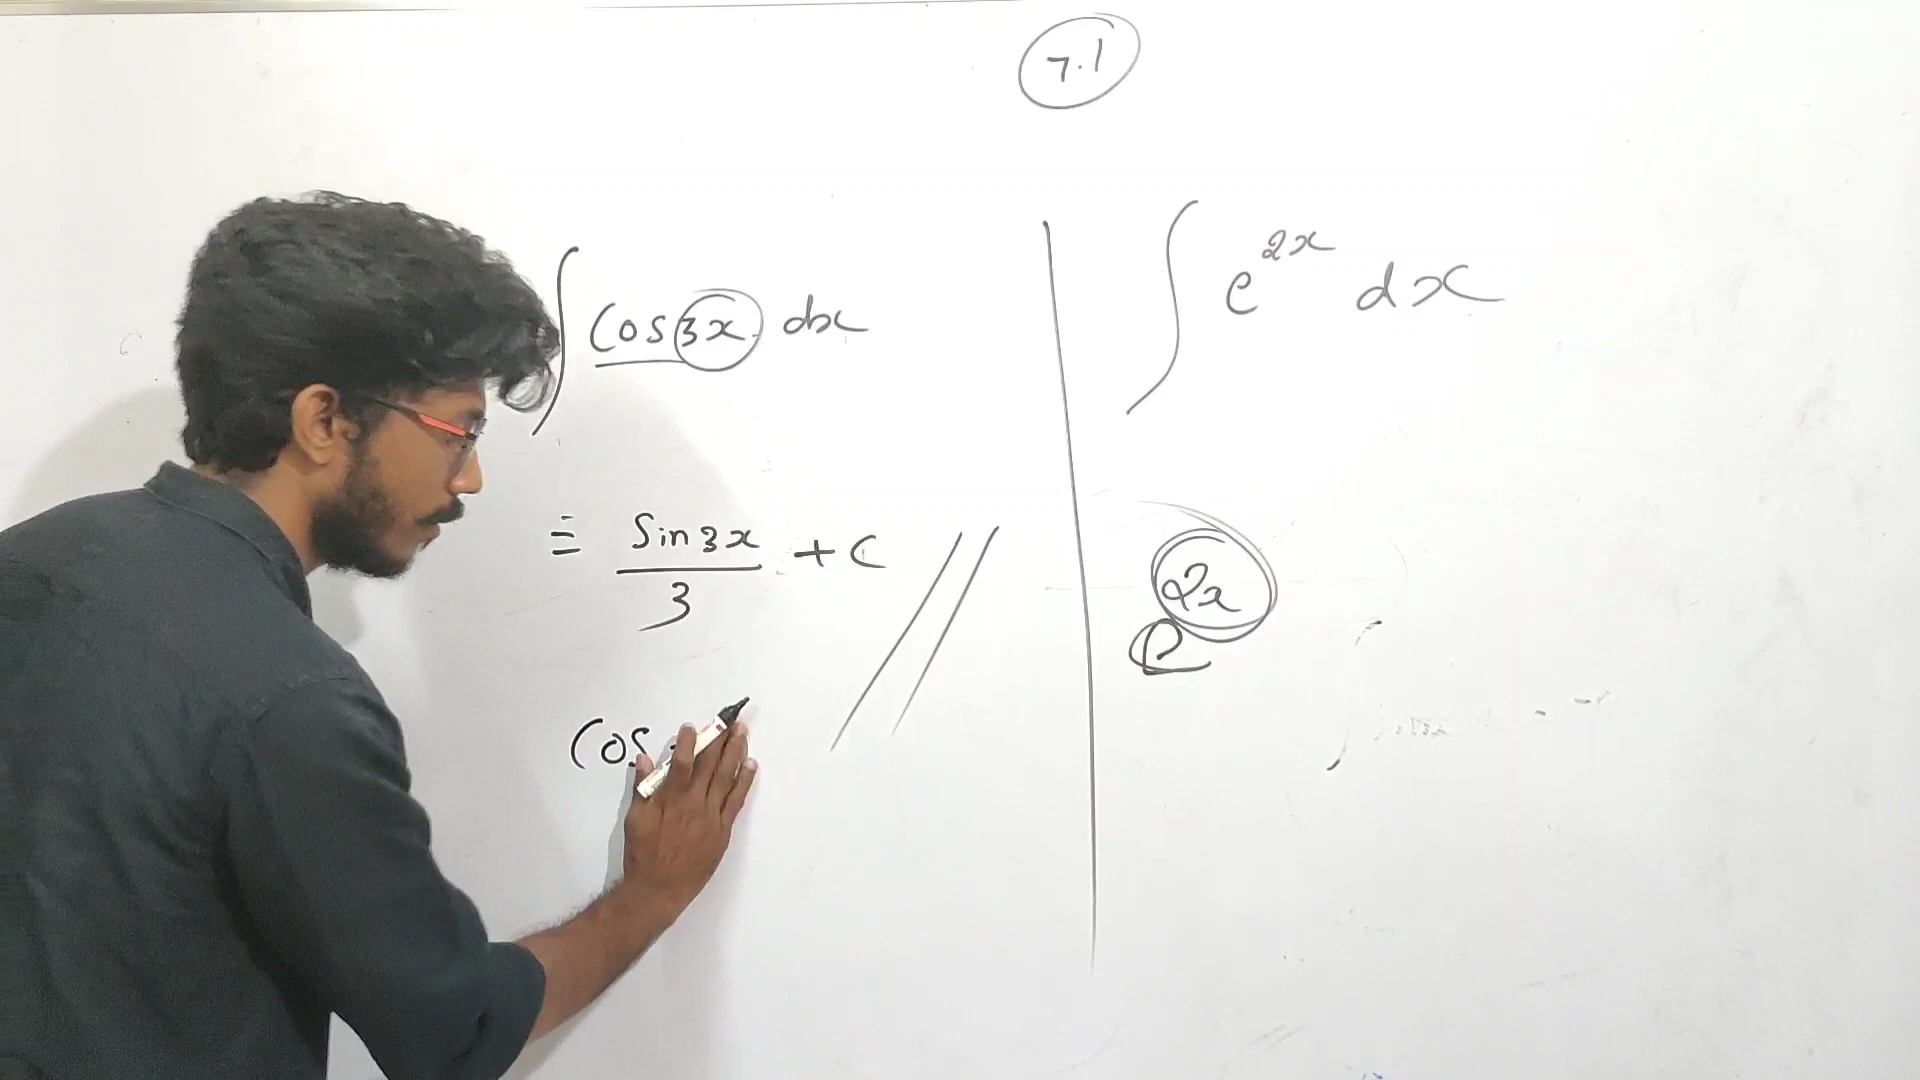 7.1
∫ cos 3x dx
= sin 3x / 3 + c
cos
∫ e^{2x} dx
e^{2x}